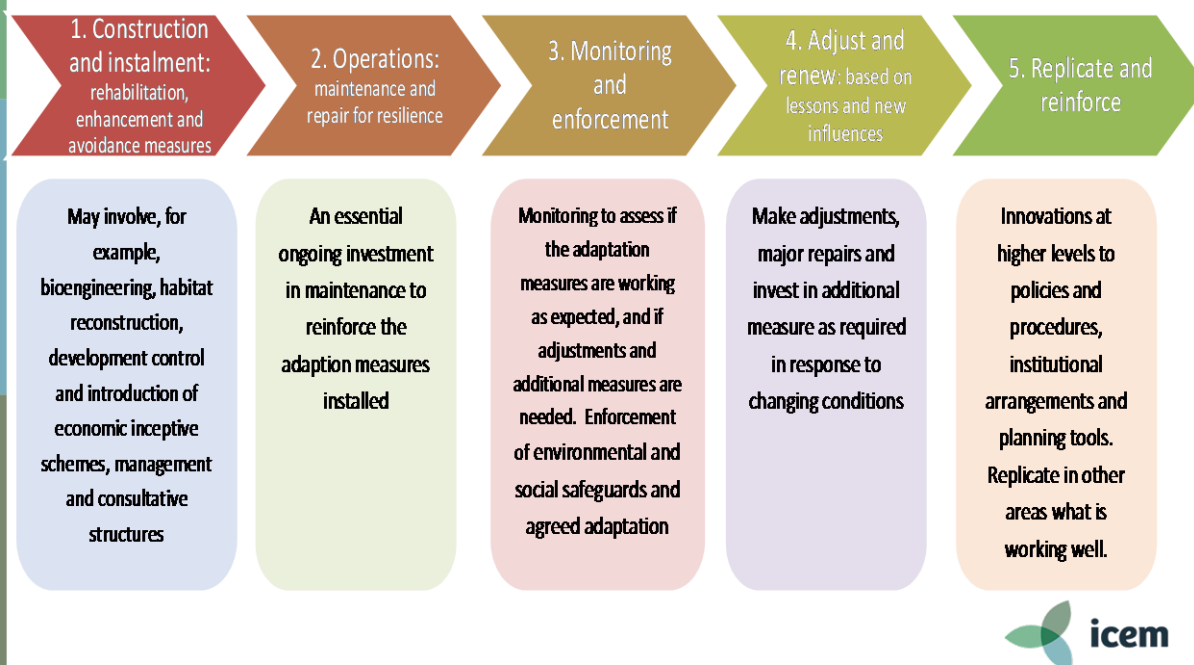 1. Construction
and instalment:
rehabilitation,
enhancement and
avoidance measures
2. Operations:
maintenance and
repair for resilience
3. Monitoring
and
enforcement
4. Adjust and
renew: based on
lessons and new
influences
5. Replicate and
reinforce
May involve, for
example,
bioengineering, habitat
reconstruction,
development control
and introduction of
economic inceptive
schemes, management
and consultative
structures
An essential
ongoing investment
in maintenance to
reinforce the
adaption measures
installed
Monitoring to assess if
the adaptation
measures are working
as expected, and if
adjustments and
additional measures are
needed. Enforcement
of environmental and
social safeguards and
agreed adaptation
Make adjustments,
major repairs and
invest in additional
measure as required
in response to
changing conditions
Innovations at
higher levels to
policies and
procedures,
institutional
arrangements and
planning tools.
Replicate in other
areas what is
working well.
icem